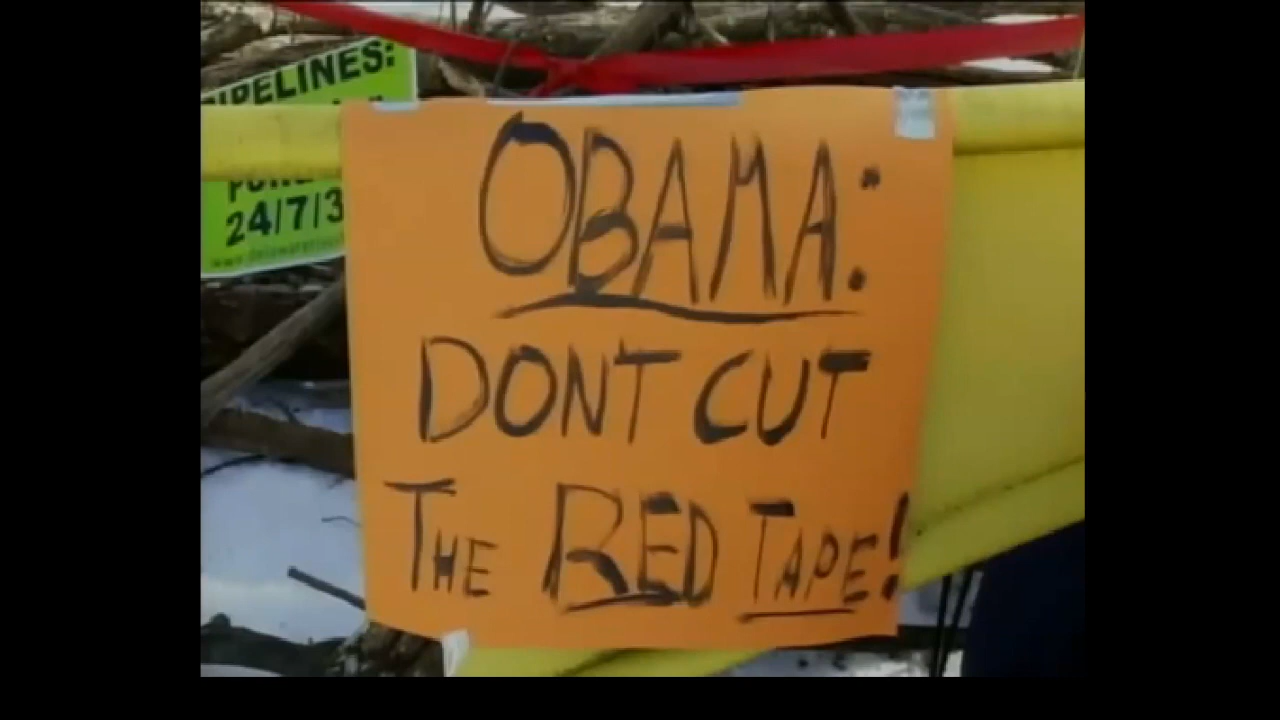 PIPELINES:
24/7/3
OBAMA:
DONT CUT
THE RED TAPE!